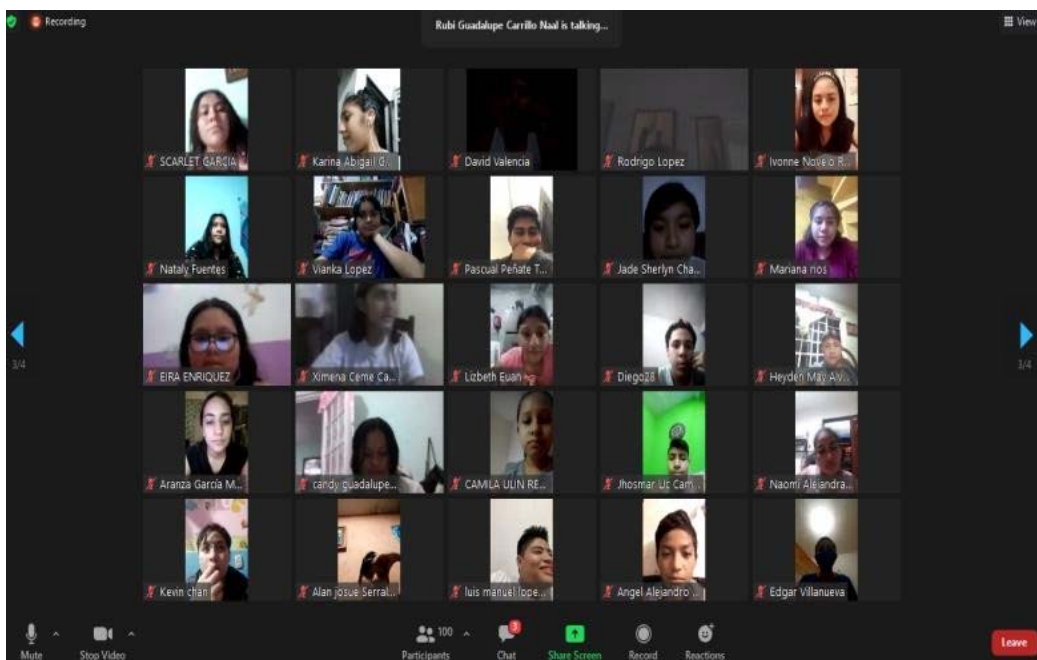 Recording
Rubi Guadalupe Carrillo Naal is talking...
View
SCARLET GARCIA
Karina Abigail G...
David Valencia
Rodrigo Lopez
Ivonne Novelo R...
Nataly Fuentes
Vianka Lopez
Pascual Peñate T...
Jade Sherlyn Cha...
Mariana rios
EIRA ENRIQUEZ
Ximena Ceme Ca...
Lizbeth Euan
Diego28
Heyden May Alv...
3/4
3/4
Aranza García M...
candy guadalupe...
CAMILA ULIN RE...
Jhosmar Uc Cam...
Naomi Alejandra...
Kevin chan
Alan josue Serral...
luis manuel lope...
Angel Alejandro ...
Edgar Villanueva
Mute
Stop Video
100
Participants
3
Chat
Share Screen
Record
Reactions
Leave